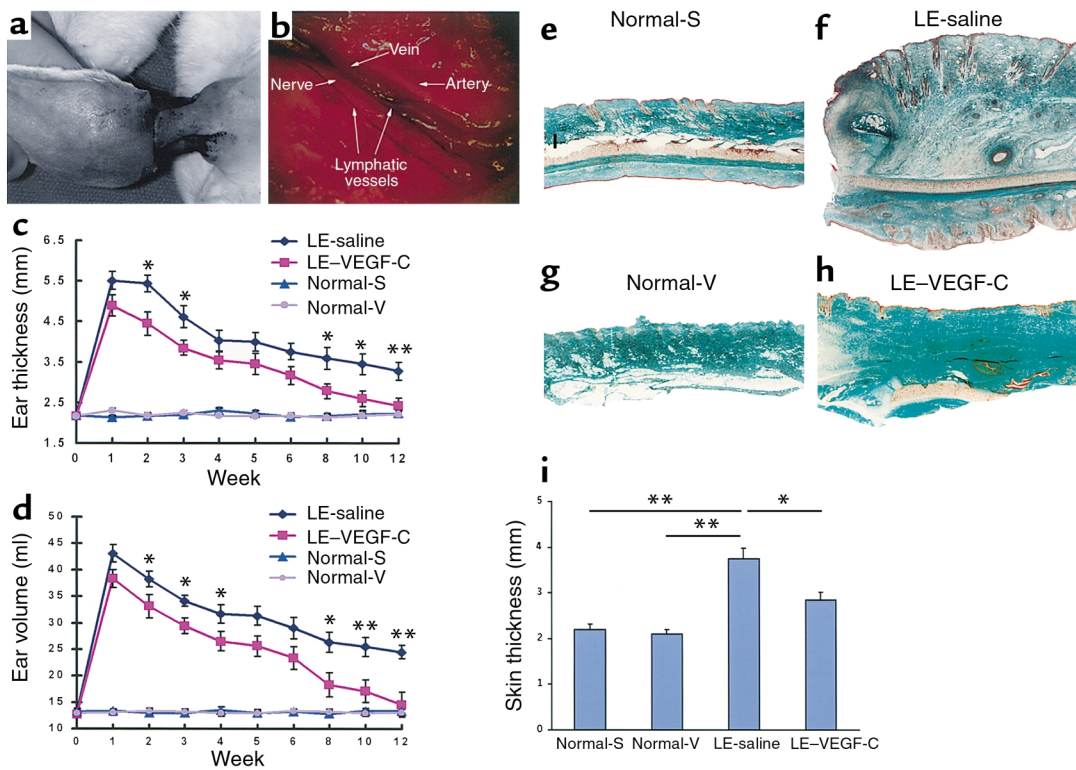 a
b
Vein
Nerve
Artery
Lymphatic
vessels
c
Ear thickness (mm)
6.5
5.5
4.5
3.5
2.5
1.5
LE-saline
LE–VEGF-C
Normal-S
Normal-V
*
*
*
*
**
0 1 2 3 4 5 6 8 10 12
Week
d
Ear volume (ml)
50
45
40
35
30
25
20
15
10
LE-saline
LE–VEGF-C
Normal-S
Normal-V
*
*
*
*
**
**
0 1 2 3 4 5 6 8 10 12
Week
e
Normal-S
f
LE-saline
g
Normal-V
h
LE–VEGF-C
i
Skin thickness (mm)
5
4
3
2
1
0
**
*
**
Normal-S Normal-V LE-saline LE–VEGF-C